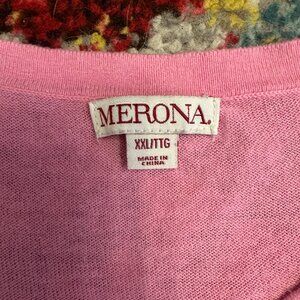 MERONA.
XXL/TTG
MADE IN
CHINA